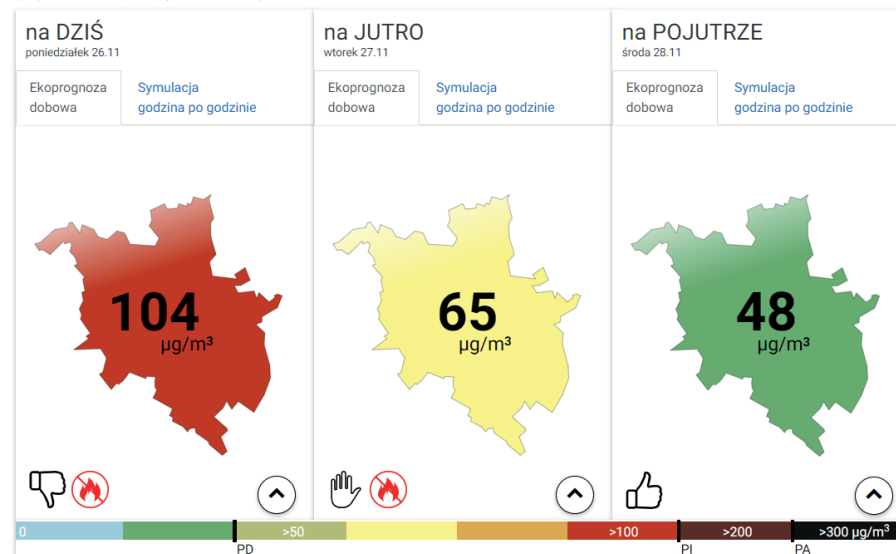 na DZIŚ
poniedziałek 26.11
Ekoprognoza
dobowa
Symulacja
godzina po godzinie
104
µg/m³
na JUTRO
wtorek 27.11
Ekoprognoza
dobowa
Symulacja
godzina po godzinie
65
µg/m³
na POJUTRZE
środa 28.11
Ekoprognoza
dobowa
Symulacja
godzina po godzinie
48
µg/m³
0 >50 >100 >200 >300 µg/m³
PD PI PA